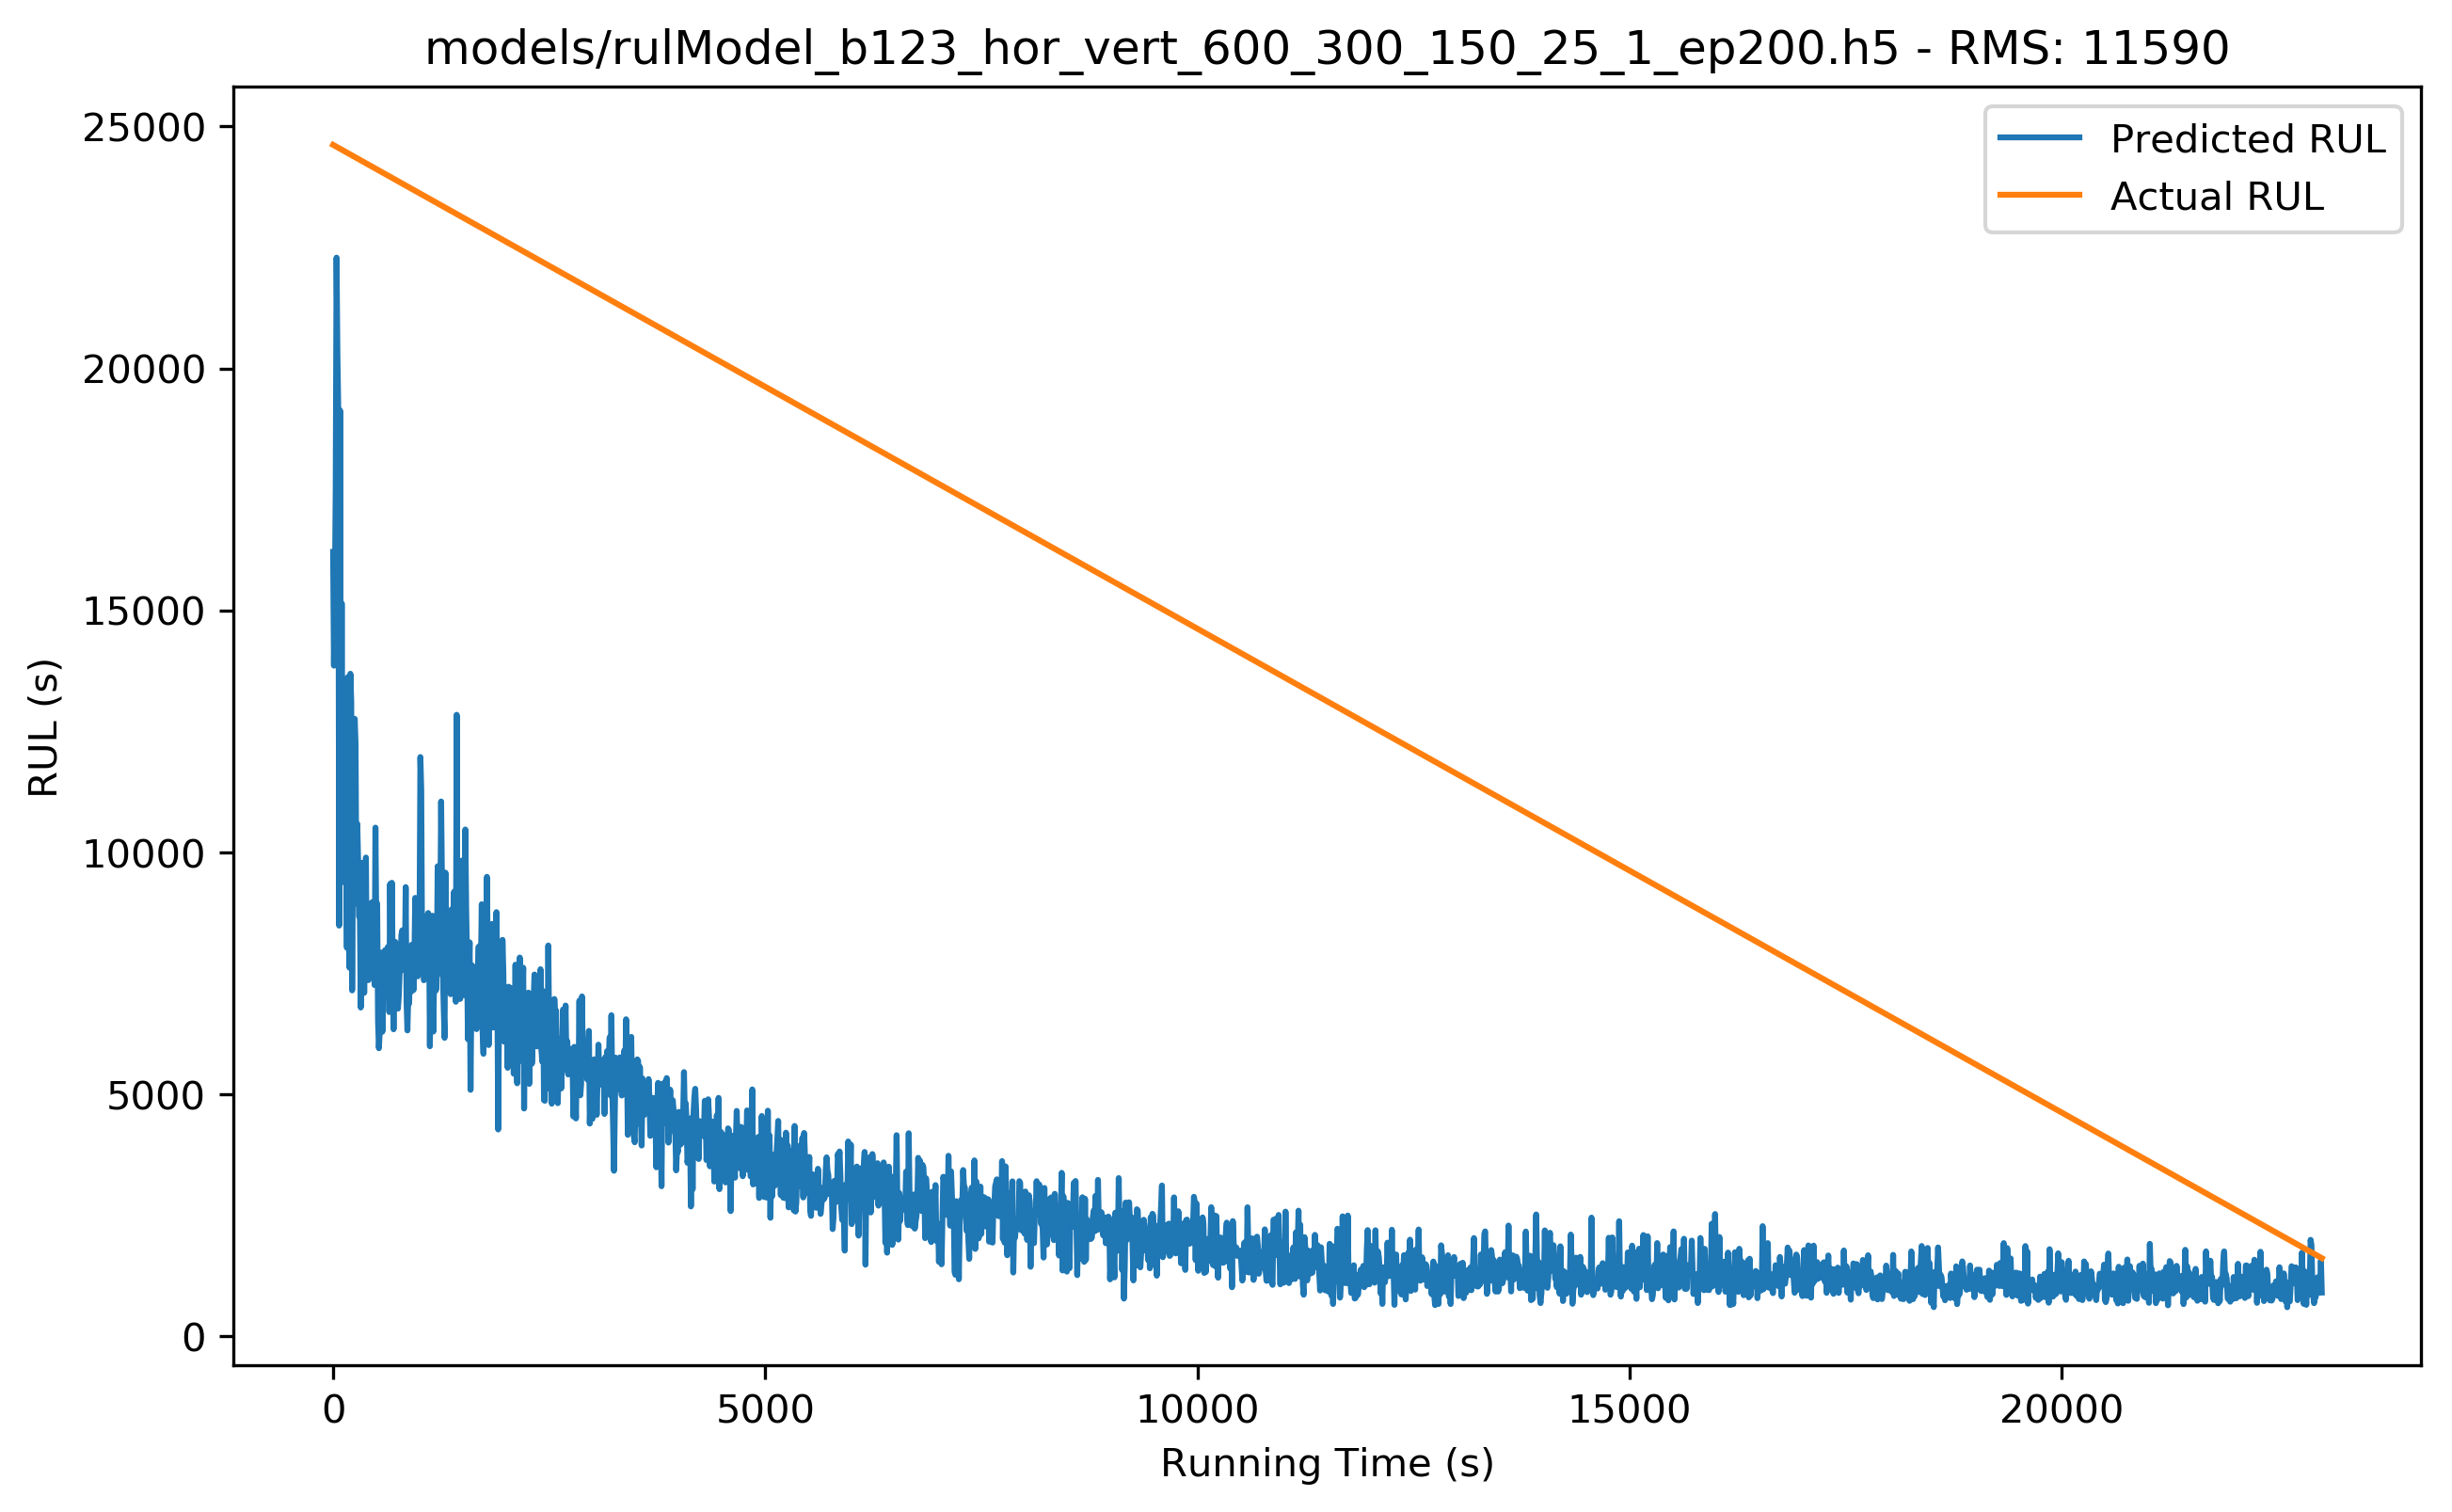 models/rulModel_b123_hor_vert_600_300_150_25_1_ep200.h5 - RMS: 11590
Predicted RUL
Actual RUL
25000
20000
15000
10000
5000
0
RUL (s)
0 5000 10000 15000 20000
Running Time (s)